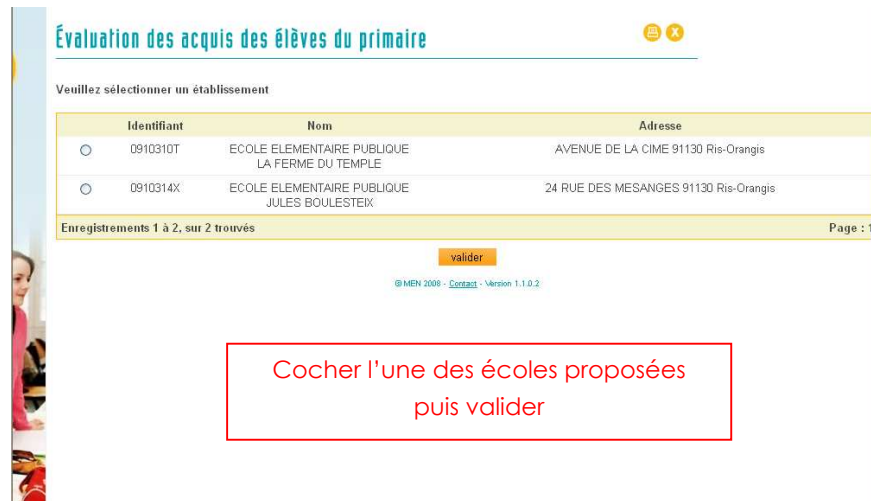 Évaluation des acquis des élèves du primaire
Veuillez sélectionner un établissement
Identifiant Nom Adresse
0910310T ECOLE ELEMENTAIRE PUBLIQUE LA FERME DU TEMPLE AVENUE DE LA CIME 91130 Ris-Orangis
0910314X ECOLE ELEMENTAIRE PUBLIQUE JULES BOULESTEIX 24 RUE DES MESANGES 91130 Ris-Orangis
Enregistrements 1 à 2, sur 2 trouvés Page : 1
valider
© MEN 2008 - Contact - Version 1.1.0.2
Cocher l'une des écoles proposées
puis valider